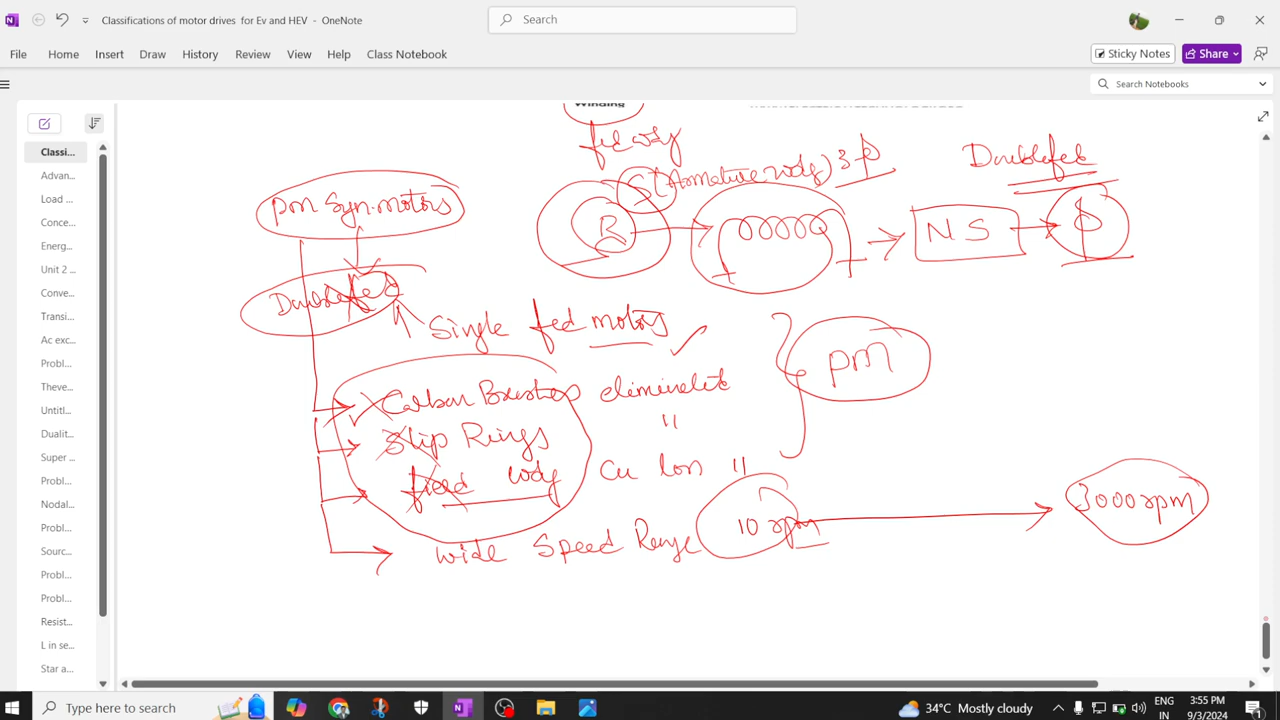 Classifications of motor drives for Ev and HEV - OneNote
Search
File Home Insert Draw History Review View Help Class Notebook
Sticky Notes
Share
Search Notebooks
Classi...
Advan...
Load ...
Conce...
Energ...
Unit 2 ...
Conve...
Transi...
Ac exc...
Probl...
Theve...
Untitl...
Dualit...
Super ...
Probl...
Nodal...
Probl...
Sourc...
Probl...
Probl...
Resist...
L in se...
Star a...
Winding
fed wdg
S (Armature wdg) 3 ϕ
Doublefed
pm Syn. motors
R
N S
ϕ
Doublefed
Single fed motors
Carbon Brushes eliminated
"
Slip Rings
pm
field wdg Cu loss "
wide Speed Range 10 rpm
3000 rpm
Type here to search
34°C Mostly cloudy
ENG
IN
3:55 PM
9/3/2024
1